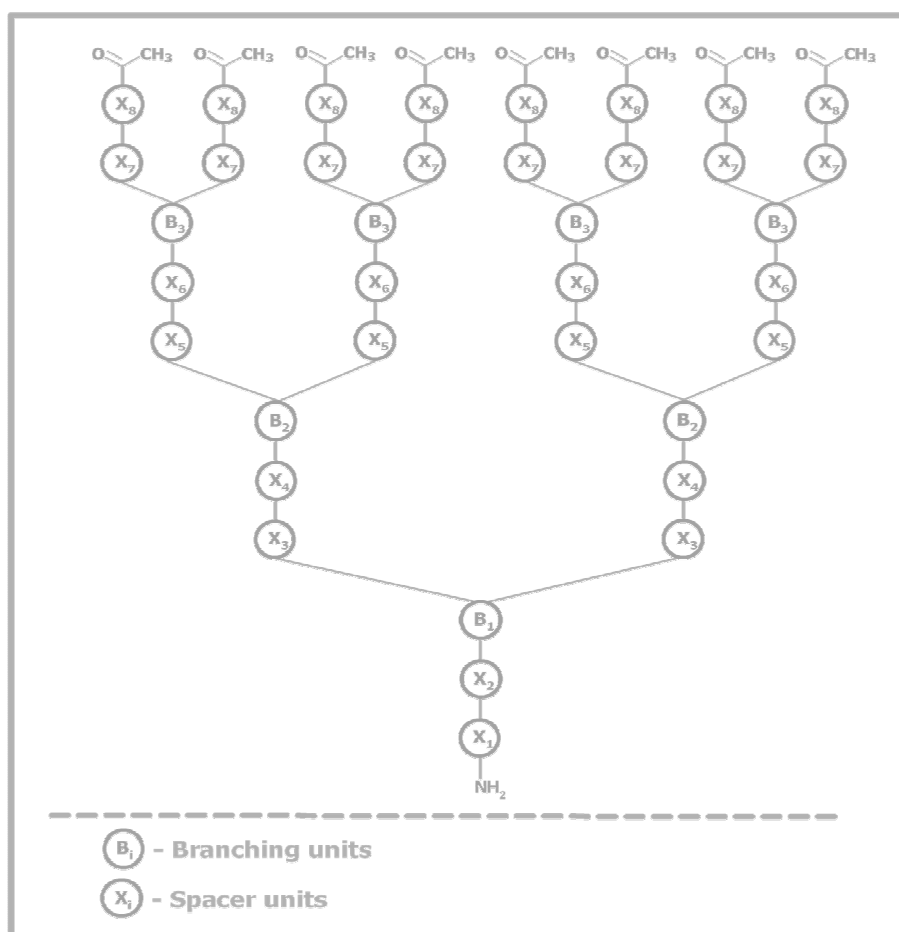 O CH₃ O CH₃ O CH₃ O CH₃ O CH₃ O CH₃ O CH₃ O CH₃
X₈ X₈ X₈ X₈ X₈ X₈ X₈ X₈
X₇ X₇ X₇ X₇ X₇ X₇ X₇ X₇
B₃ B₃ B₃ B₃
X₆ X₆ X₆ X₆
X₅ X₅ X₅ X₅
B₂ B₂
X₄ X₄
X₃ X₃
B₁
X₂
X₁
NH₂
Bᵢ - Branching units
Xᵢ - Spacer units